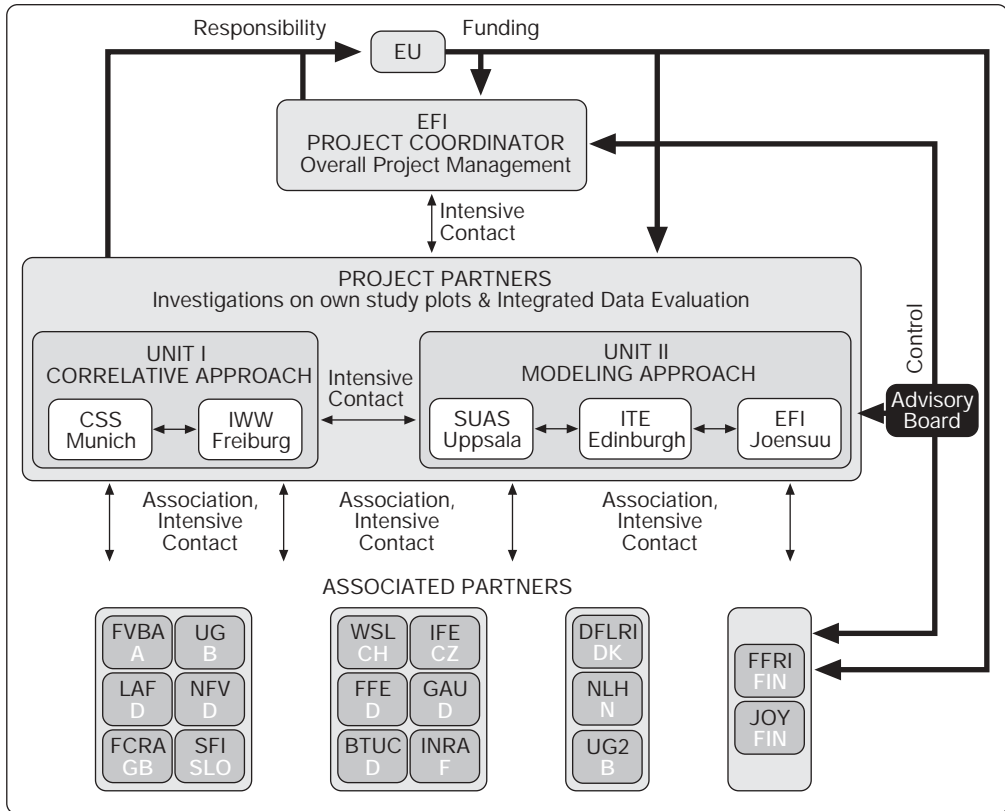 Responsibility
Funding
EU
EFI
PROJECT COORDINATOR
Overall Project Management
Intensive
Contact
PROJECT PARTNERS
Investigations on own study plots & Integrated Data Evaluation
UNIT I
CORRELATIVE APPROACH
CSS
Munich
IWW
Freiburg
Intensive
Contact
UNIT II
MODELING APPROACH
SUAS
Uppsala
ITE
Edinburgh
EFI
Joensuu
Control
Advisory
Board
Association,
Intensive
Contact
Association,
Intensive
Contact
Association,
Intensive
Contact
ASSOCIATED PARTNERS
FVBA
A
UG
B
LAF
D
NFV
D
FCRA
GB
SFI
SLO
WSL
CH
IFE
CZ
FFE
D
GAU
D
BTUC
D
INRA
F
DFLRI
DK
NLH
N
UG2
B
FFRI
FIN
JOY
FIN